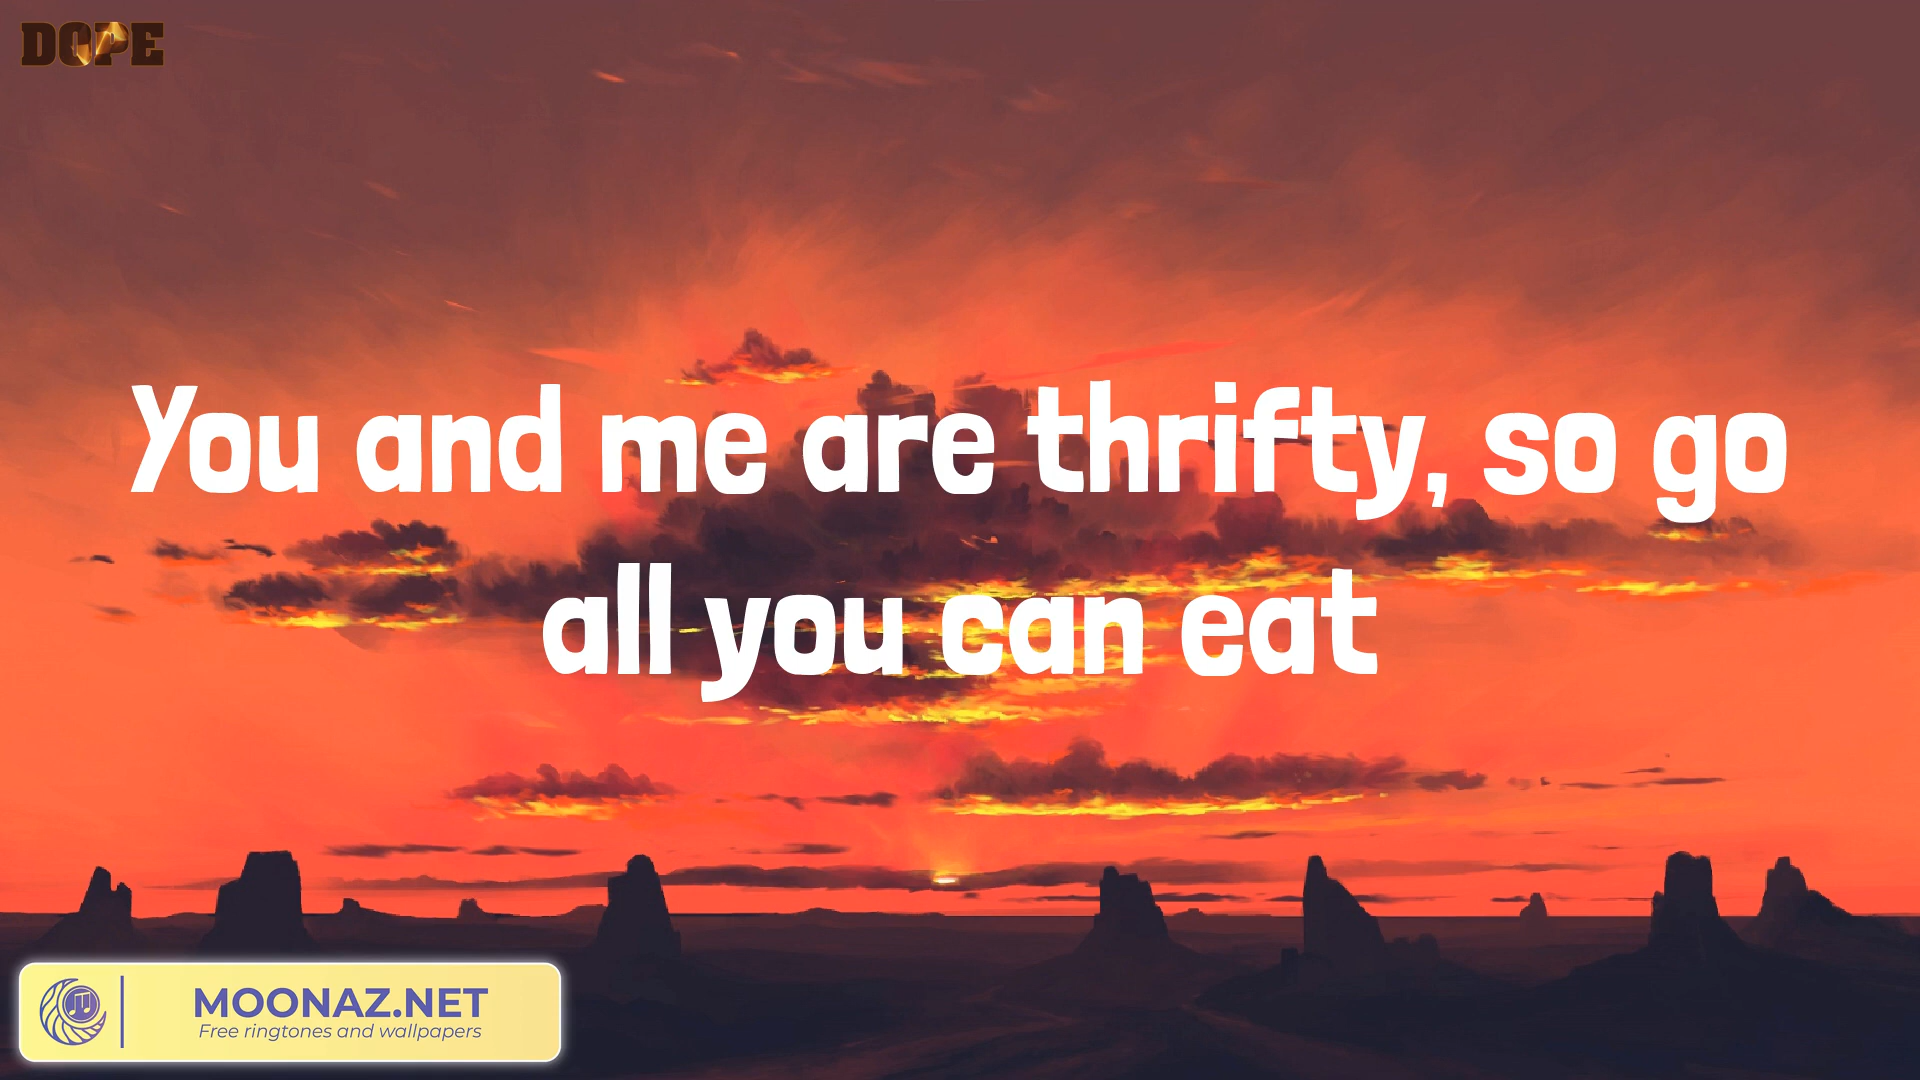 DOPE
You and me are thrifty, so go
all you can eat
MOONAZ.NET
Free ringtones and wallpapers